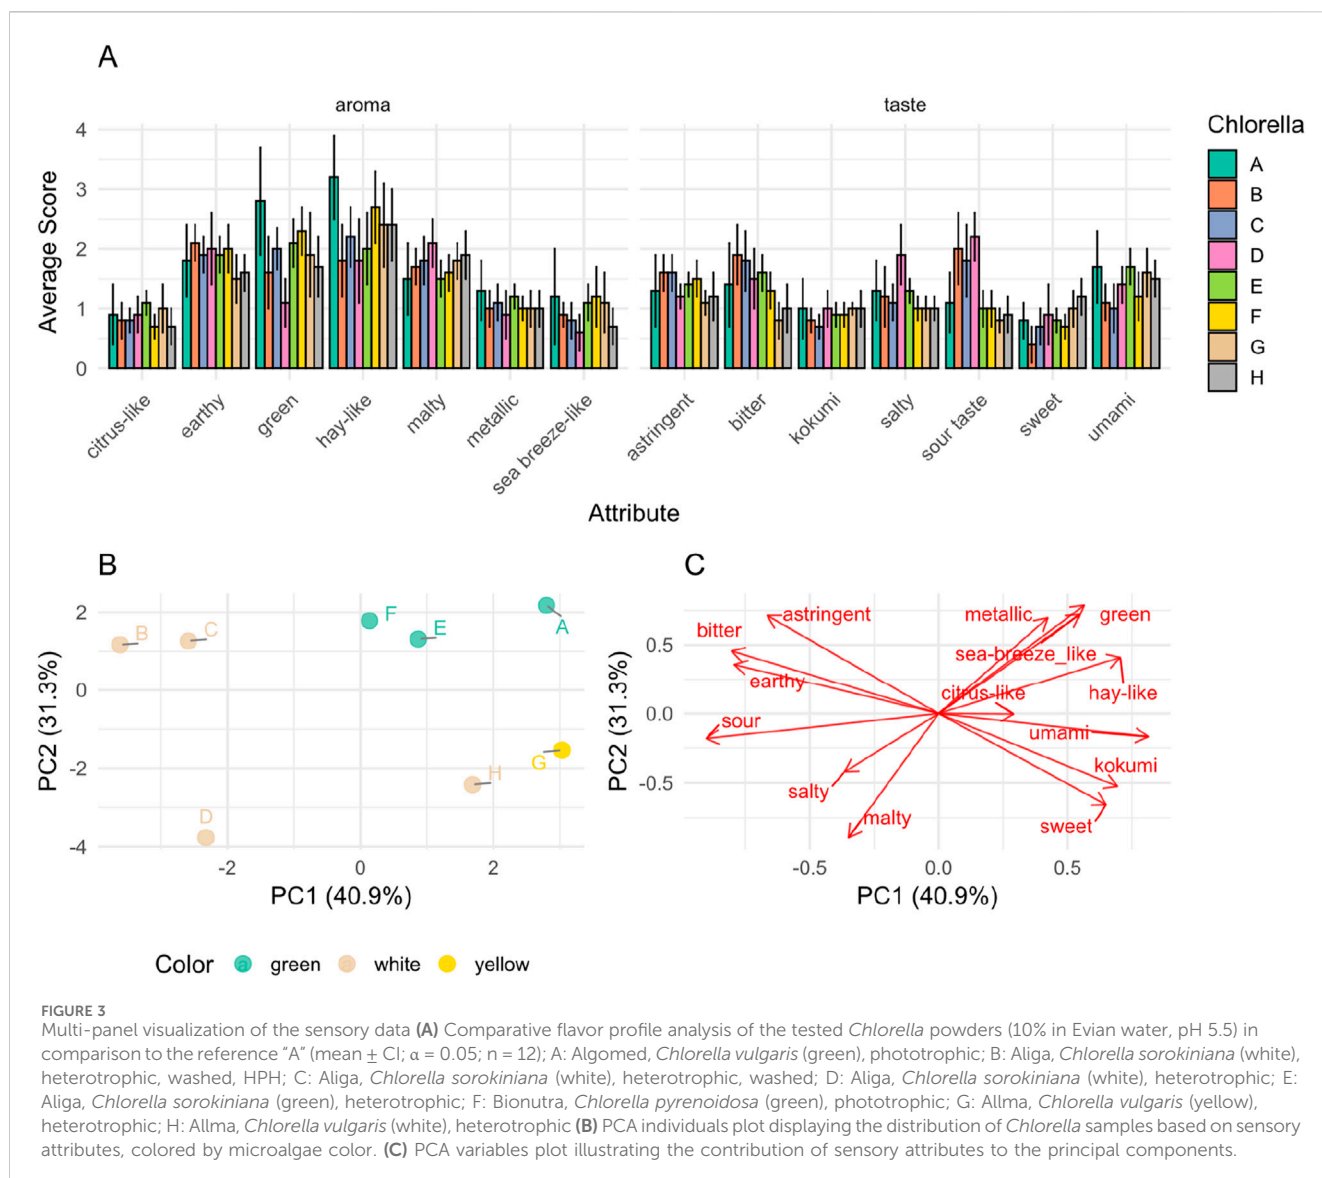 A
aroma
taste
Average Score
4
3
2
1
0
citrus-like
earthy
green
hay-like
malty
metallic
sea breeze-like
astringent
bitter
kokumi
salty
sour taste
sweet
umami
Attribute
Chlorella
A
B
C
D
E
F
G
H
B
PC2 (31.3%)
2
0
-2
-4
B
C
F
E
A
G
H
D
-2
0
2
PC1 (40.9%)
Color
a
green
a
white
a
yellow
C
PC2 (31.3%)
0.5
0.0
-0.5
astringent
metallic
green
bitter
sea-breeze_like
earthy
citrus-like
hay-like
sour
umami
kokumi
salty
malty
sweet
-0.5
0.0
0.5
PC1 (40.9%)
FIGURE 3
Multi-panel visualization of the sensory data (A) Comparative flavor profile analysis of the tested Chlorella powders (10% in Evian water, pH 5.5) in
comparison to the reference “A” (mean ± CI; α = 0.05; n = 12); A: Algomed, Chlorella vulgaris (green), phototrophic; B: Aliga, Chlorella sorokiniana (white),
heterotrophic, washed, HPH; C: Aliga, Chlorella sorokiniana (white), heterotrophic, washed; D: Aliga, Chlorella sorokiniana (white), heterotrophic; E:
Aliga, Chlorella sorokiniana (green), heterotrophic; F: Bionutra, Chlorella pyrenoidosa (green), phototrophic; G: Allma, Chlorella vulgaris (yellow),
heterotrophic; H: Allma, Chlorella vulgaris (white), heterotrophic (B) PCA individuals plot displaying the distribution of Chlorella samples based on sensory
attributes, colored by microalgae color. (C) PCA variables plot illustrating the contribution of sensory attributes to the principal components.